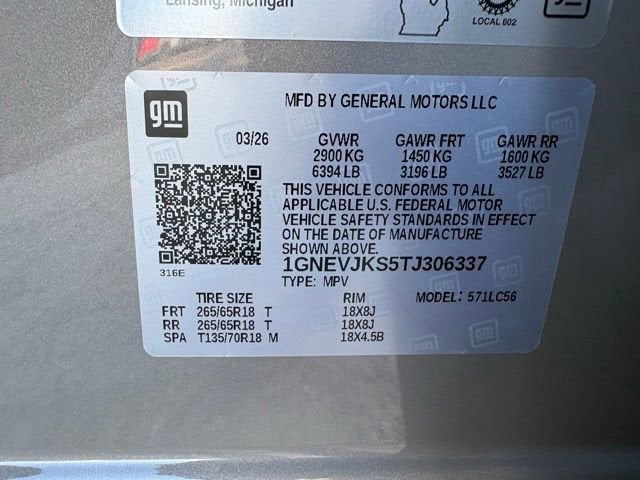 Lansing, Michigan
LOCAL 602
gm
MFD BY GENERAL MOTORS LLC
03/26 GVWR GAWR FRT GAWR RR
2900 KG 1450 KG 1600 KG
6394 LB 3196 LB 3527 LB
THIS VEHICLE CONFORMS TO ALL
APPLICABLE U.S. FEDERAL MOTOR
VEHICLE SAFETY STANDARDS IN EFFECT
ON THE DATE OF MANUFACTURE
SHOWN ABOVE.
316E
1GNEVJKS5TJ306337
TYPE: MPV MODEL: 571LC56
TIRE SIZE RIM
FRT 265/65R18 T 18X8J
RR 265/65R18 T 18X8J
SPA T135/70R18 M 18X4.5B